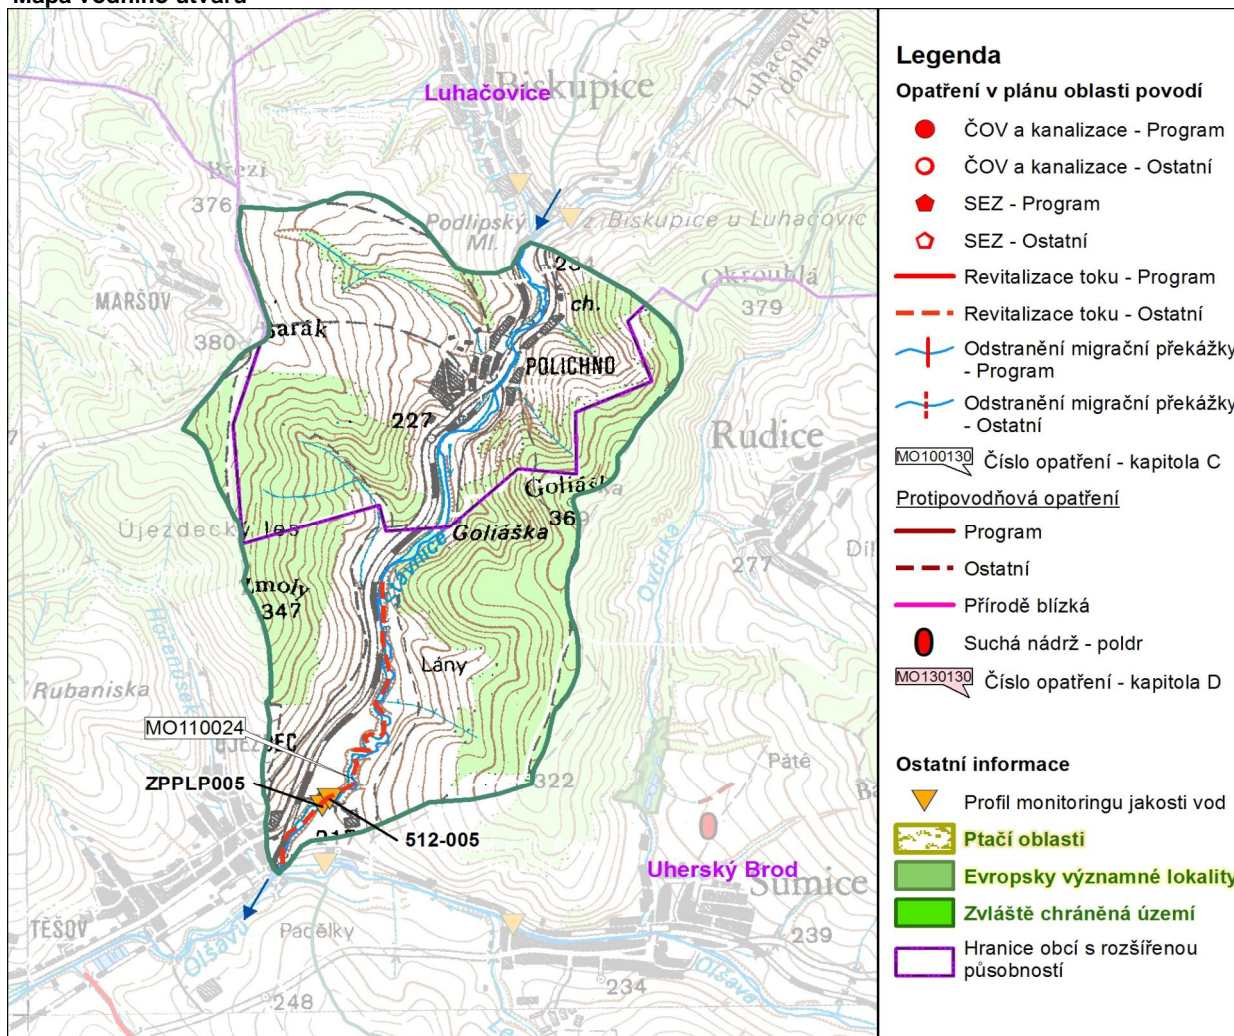 Mapa vodního útvaru
Luhačovice
Biskupice
Luhačovická
dolina
Březí
376
Podlipský
Ml.
z. Biskupice u Luhačovic
Okrouhlá
379
MARŠOV
380
ch.
POLICHNO
227
Rudice
Újezdecký les
Goliášk
36
Goliáška
Šťávnice
Ovčírka
277
347
Lány
Rubaniska
MO110024
ZPPLP005
512-005
322
Páté
Uherský Brod
Šumice
TĚŠOV
Olšava
Padělky
239
248
234
Olšava
Legenda
Opatření v plánu oblasti povodí
ČOV a kanalizace - Program
ČOV a kanalizace - Ostatní
SEZ - Program
SEZ - Ostatní
Revitalizace toku - Program
Revitalizace toku - Ostatní
Odstranění migrační překážky
- Program
Odstranění migrační překážky
- Ostatní
MO100130 Číslo opatření - kapitola C
Protipovodňová opatření
Program
Ostatní
Přírodě blízká
Suchá nádrž - poldr
MO130130 Číslo opatření - kapitola D
Ostatní informace
Profil monitoringu jakosti vod
Ptačí oblasti
Evropsky významné lokality
Zvláště chráněná území
Hranice obcí s rozšířenou
působností